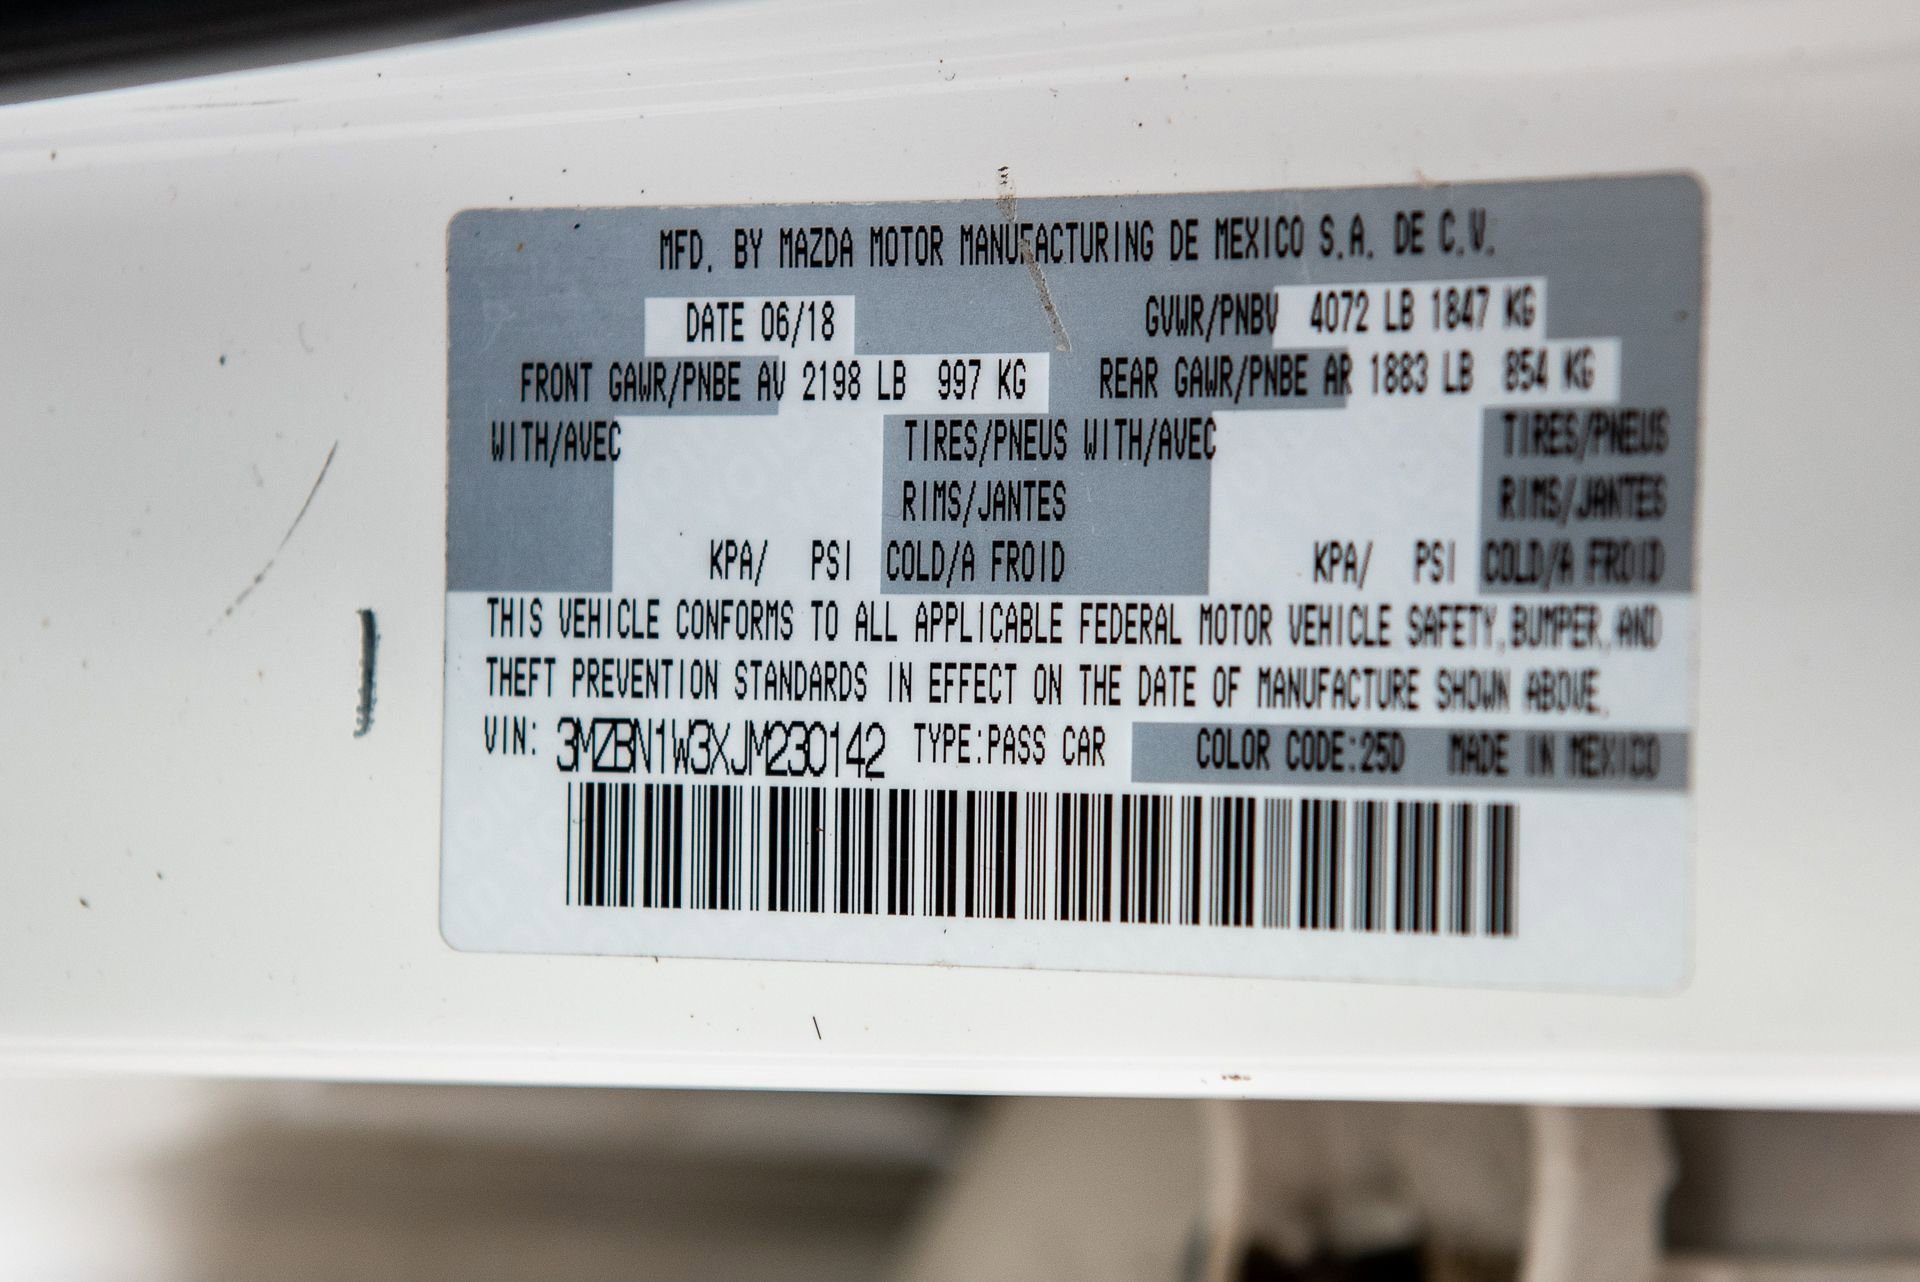 MFD. BY MAZDA MOTOR MANUFACTURING DE MEXICO S.A. DE C.V.
DATE 06/18 GVWR/PNBV 4072 LB 1847 KG
FRONT GAWR/PNBE AV 2198 LB 997 KG REAR GAWR/PNBE AR 1883 LB 854 KG
WITH/AVEC TIRES/PNEUS WITH/AVEC TIRES/PNEUS
RIMS/JANTES RIMS/JANTES
KPA/ PSI COLD/A FROID KPA/ PSI COLD/A FROID
THIS VEHICLE CONFORMS TO ALL APPLICABLE FEDERAL MOTOR VEHICLE SAFETY, BUMPER, AND
THEFT PREVENTION STANDARDS IN EFFECT ON THE DATE OF MANUFACTURE SHOWN ABOVE.
VIN: 3MZBN1W3XJM230142 TYPE:PASS CAR COLOR CODE:25D MADE IN MEXICO